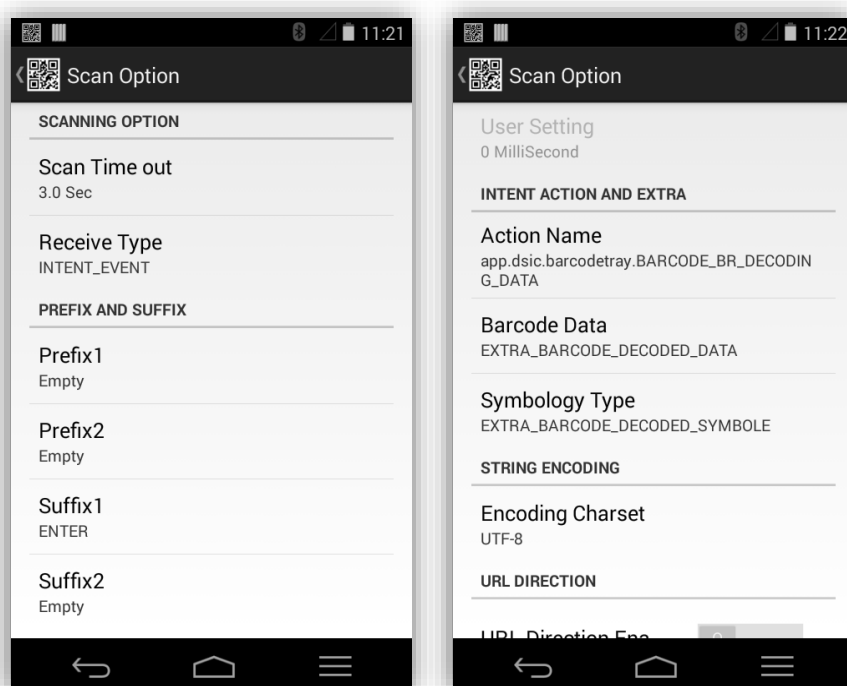 11:21
Scan Option
SCANNING OPTION
Scan Time out
3.0 Sec
Receive Type
INTENT_EVENT
PREFIX AND SUFFIX
Prefix1
Empty
Prefix2
Empty
Suffix1
ENTER
Suffix2
Empty
11:22
Scan Option
User Setting
0 MilliSecond
INTENT ACTION AND EXTRA
Action Name
app.dsic.barcodetray.BARCODE_BR_DECODIN
G_DATA
Barcode Data
EXTRA_BARCODE_DECODED_DATA
Symbology Type
EXTRA_BARCODE_DECODED_SYMBOLE
STRING ENCODING
Encoding Charset
UTF-8
URL DIRECTION
URL Direction Ena